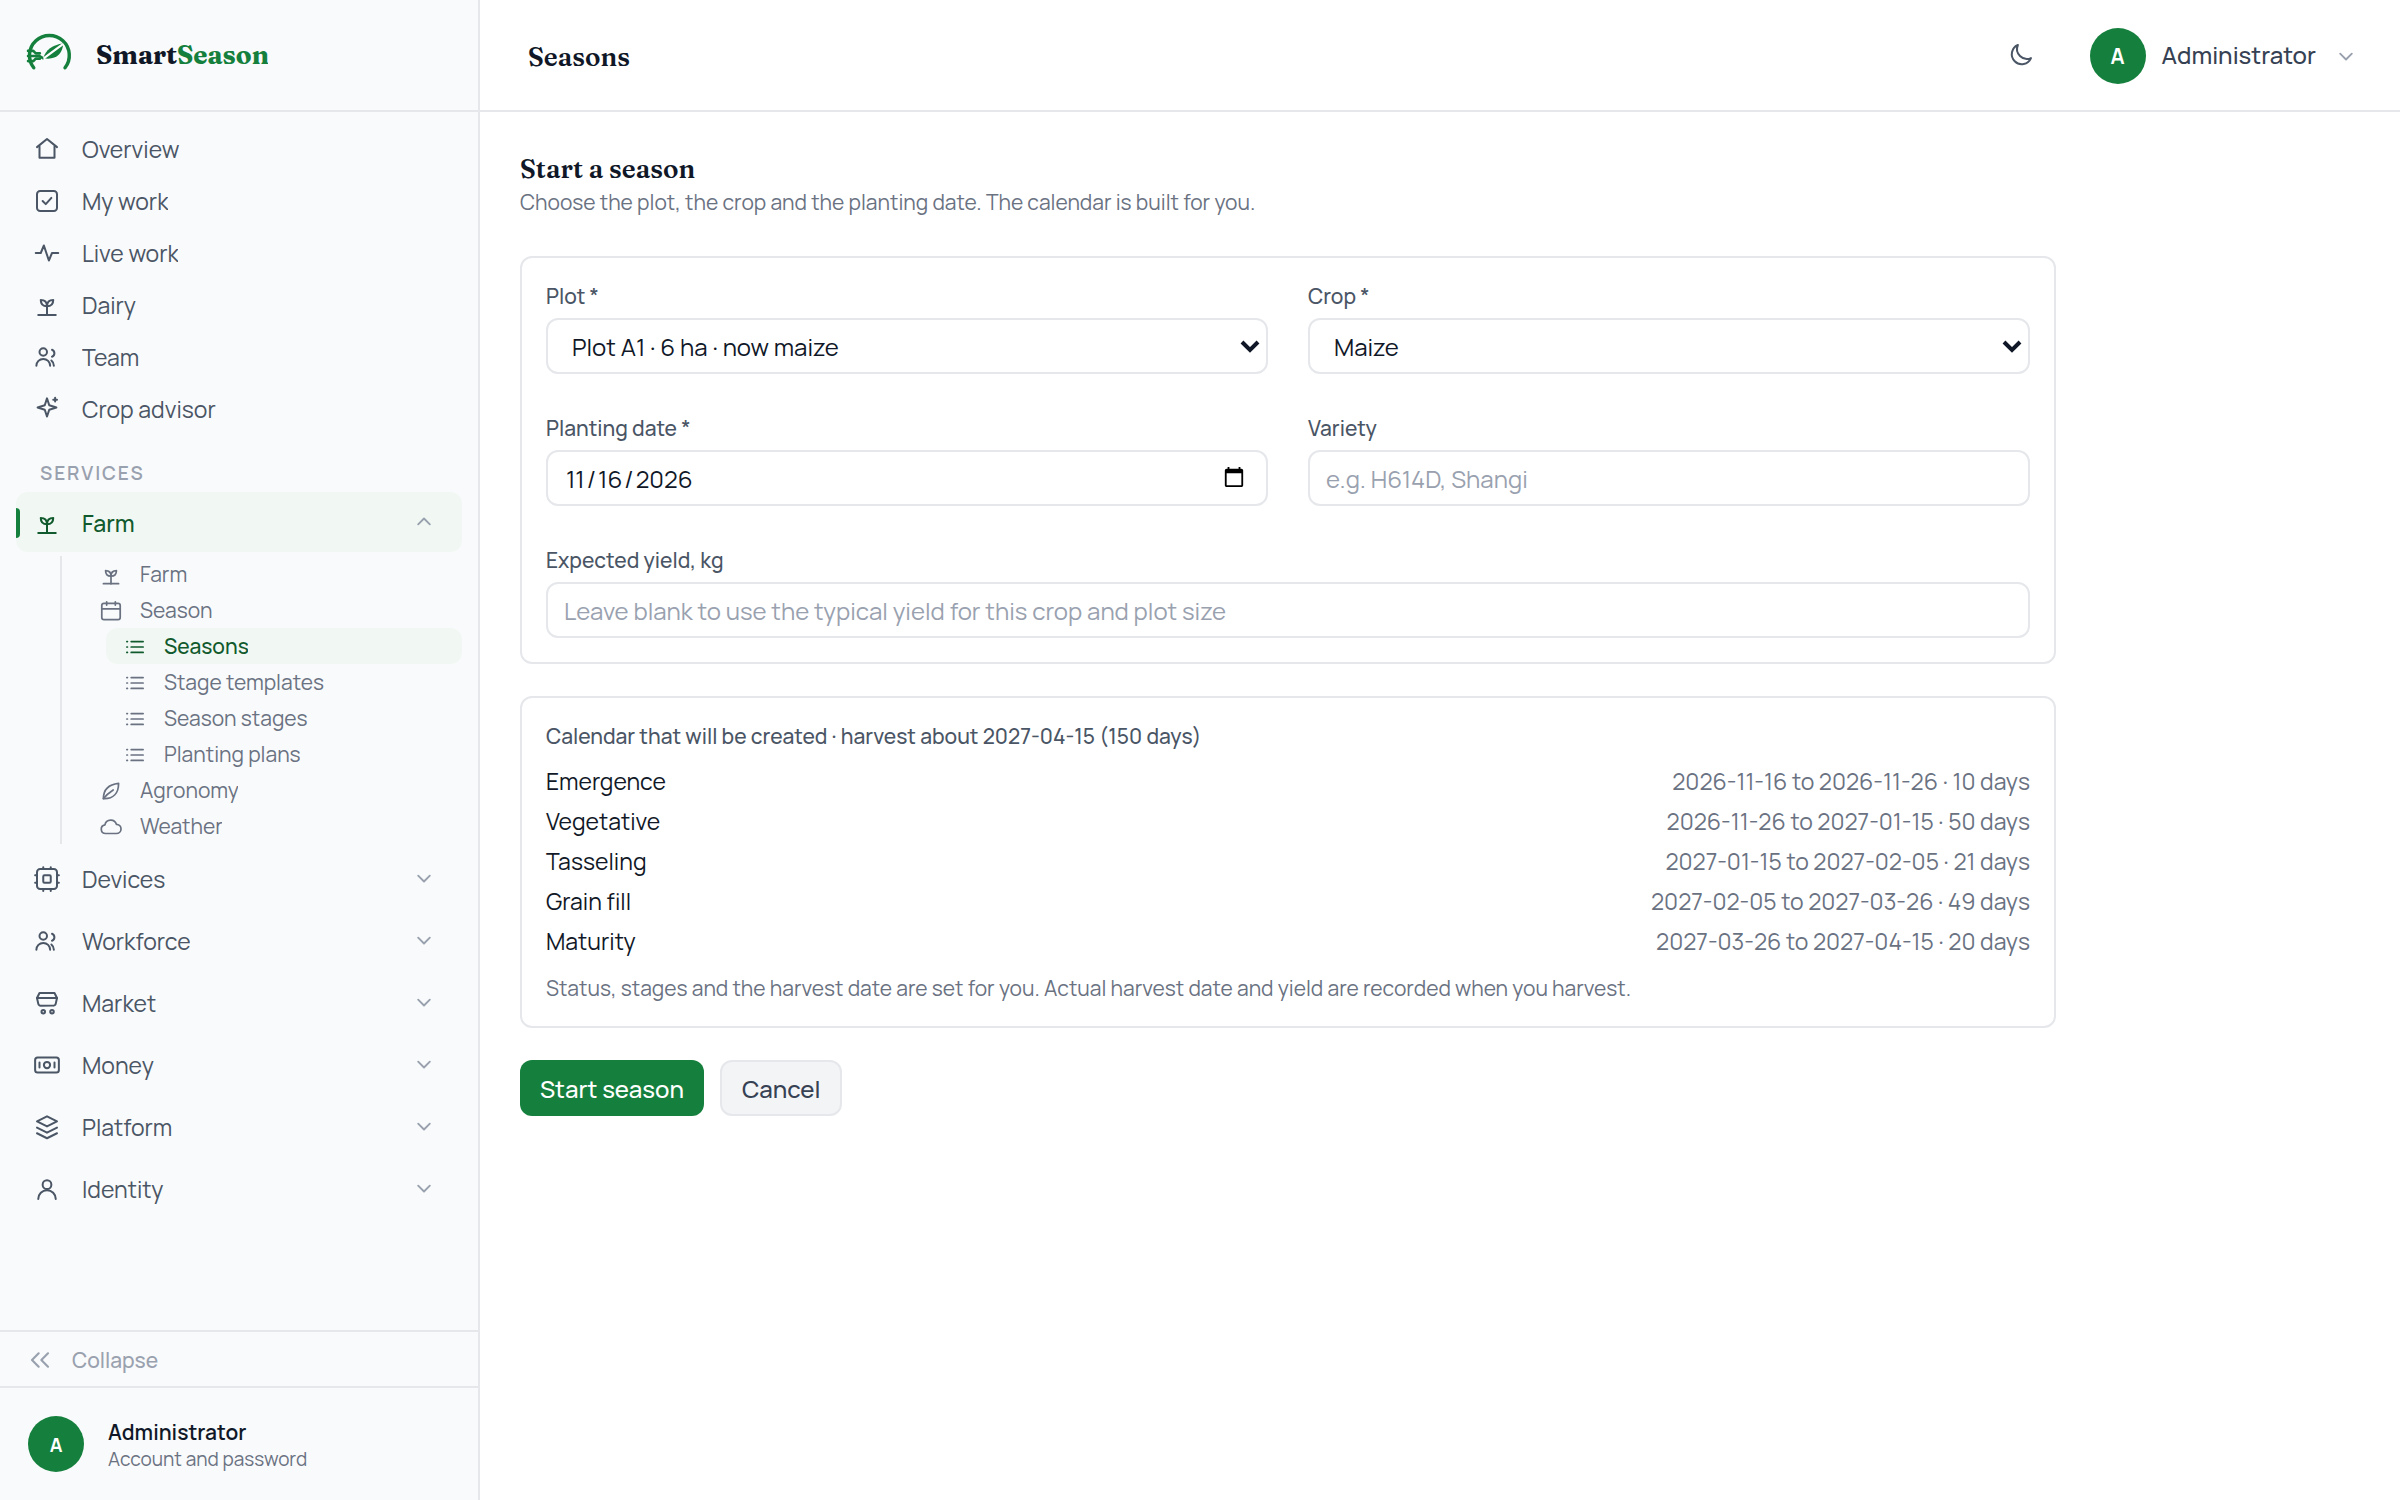 SmartSeason
Seasons
A
Administrator
Overview
My work
Live work
Dairy
Team
Crop advisor
SERVICES
Farm
Farm
Season
Seasons
Stage templates
Season stages
Planting plans
Agronomy
Weather
Devices
Workforce
Market
Money
Platform
Identity
Collapse
A
Administrator
Account and password
Start a season
Choose the plot, the crop and the planting date. The calendar is built for you.
Plot *
Crop *
Plot A1 · 6 ha · now maize
Maize
Planting date *
Variety
11/16/2026
e.g. H614D, Shangi
Expected yield, kg
Leave blank to use the typical yield for this crop and plot size
Calendar that will be created · harvest about 2027-04-15 (150 days)
Emergence 2026-11-16 to 2026-11-26 · 10 days
Vegetative 2026-11-26 to 2027-01-15 · 50 days
Tasseling 2027-01-15 to 2027-02-05 · 21 days
Grain fill 2027-02-05 to 2027-03-26 · 49 days
Maturity 2027-03-26 to 2027-04-15 · 20 days
Status, stages and the harvest date are set for you. Actual harvest date and yield are recorded when you harvest.
Start season
Cancel